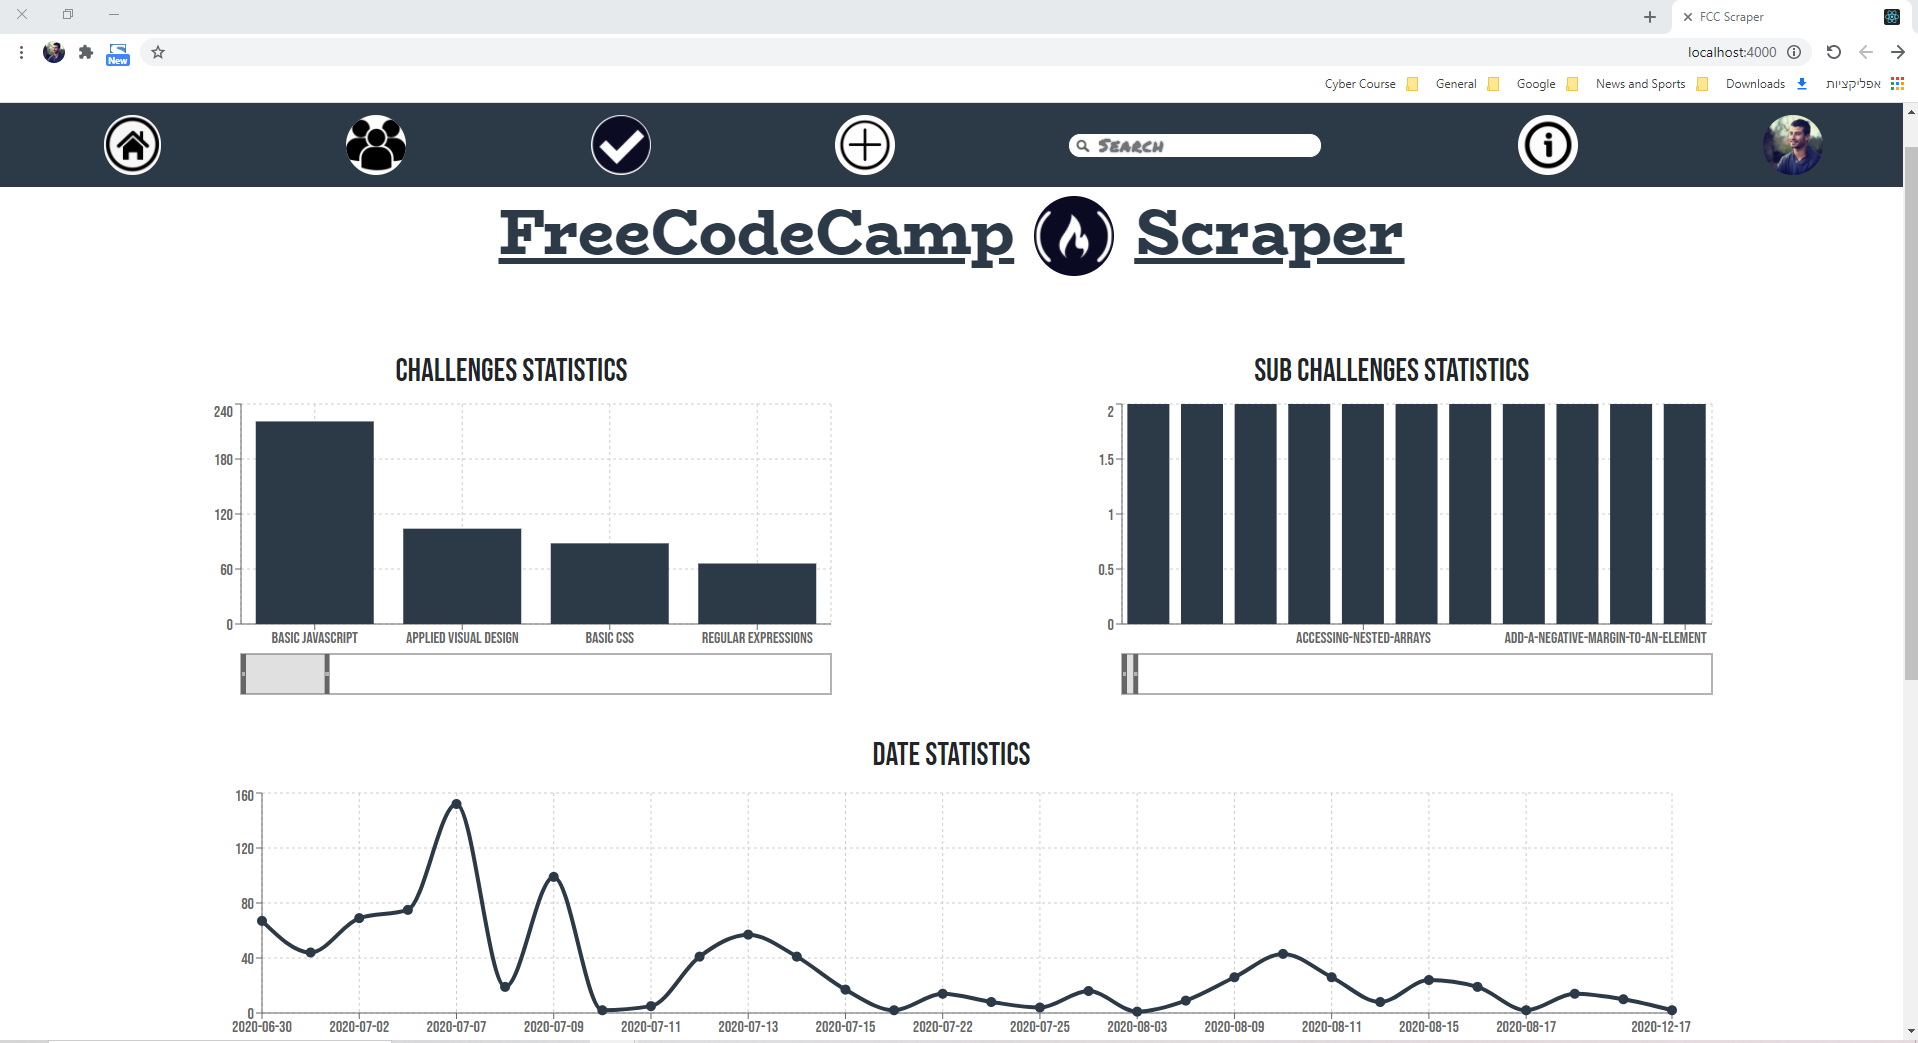 FCC Scraper
New
localhost:4000
Cyber Course General Google News and Sports Downloads אפליקציות
Search
FreeCodeCamp Scraper
CHALLENGES STATISTICS
240
180
120
60
0
BASIC JAVASCRIPT APPLIED VISUAL DESIGN BASIC CSS REGULAR EXPRESSIONS
SUB CHALLENGES STATISTICS
2
1.5
1
0.5
0
ACCESSING-NESTED-ARRAYS ADD-A-NEGATIVE-MARGIN-TO-AN-ELEMENT
DATE STATISTICS
160
120
80
40
0
2020-06-30 2020-07-02 2020-07-07 2020-07-09 2020-07-11 2020-07-13 2020-07-15 2020-07-22 2020-07-25 2020-08-03 2020-08-09 2020-08-11 2020-08-15 2020-08-17 2020-12-17